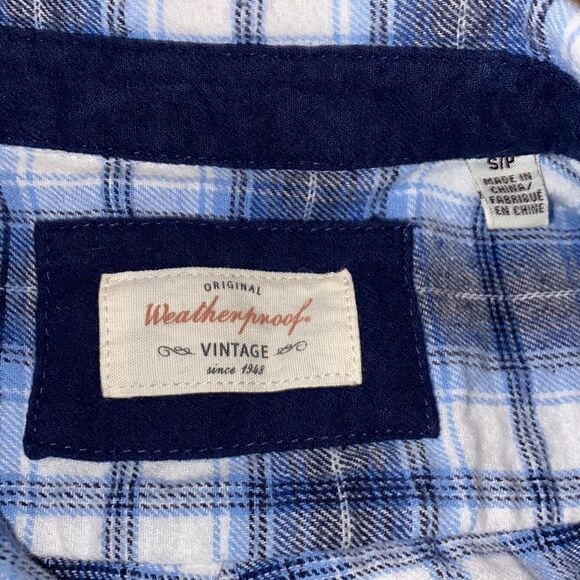 ORIGINAL
Weatherproof®
VINTAGE
since 1948
S/P
MADE IN
CHINA/
FABRIQUÉ
EN CHINE